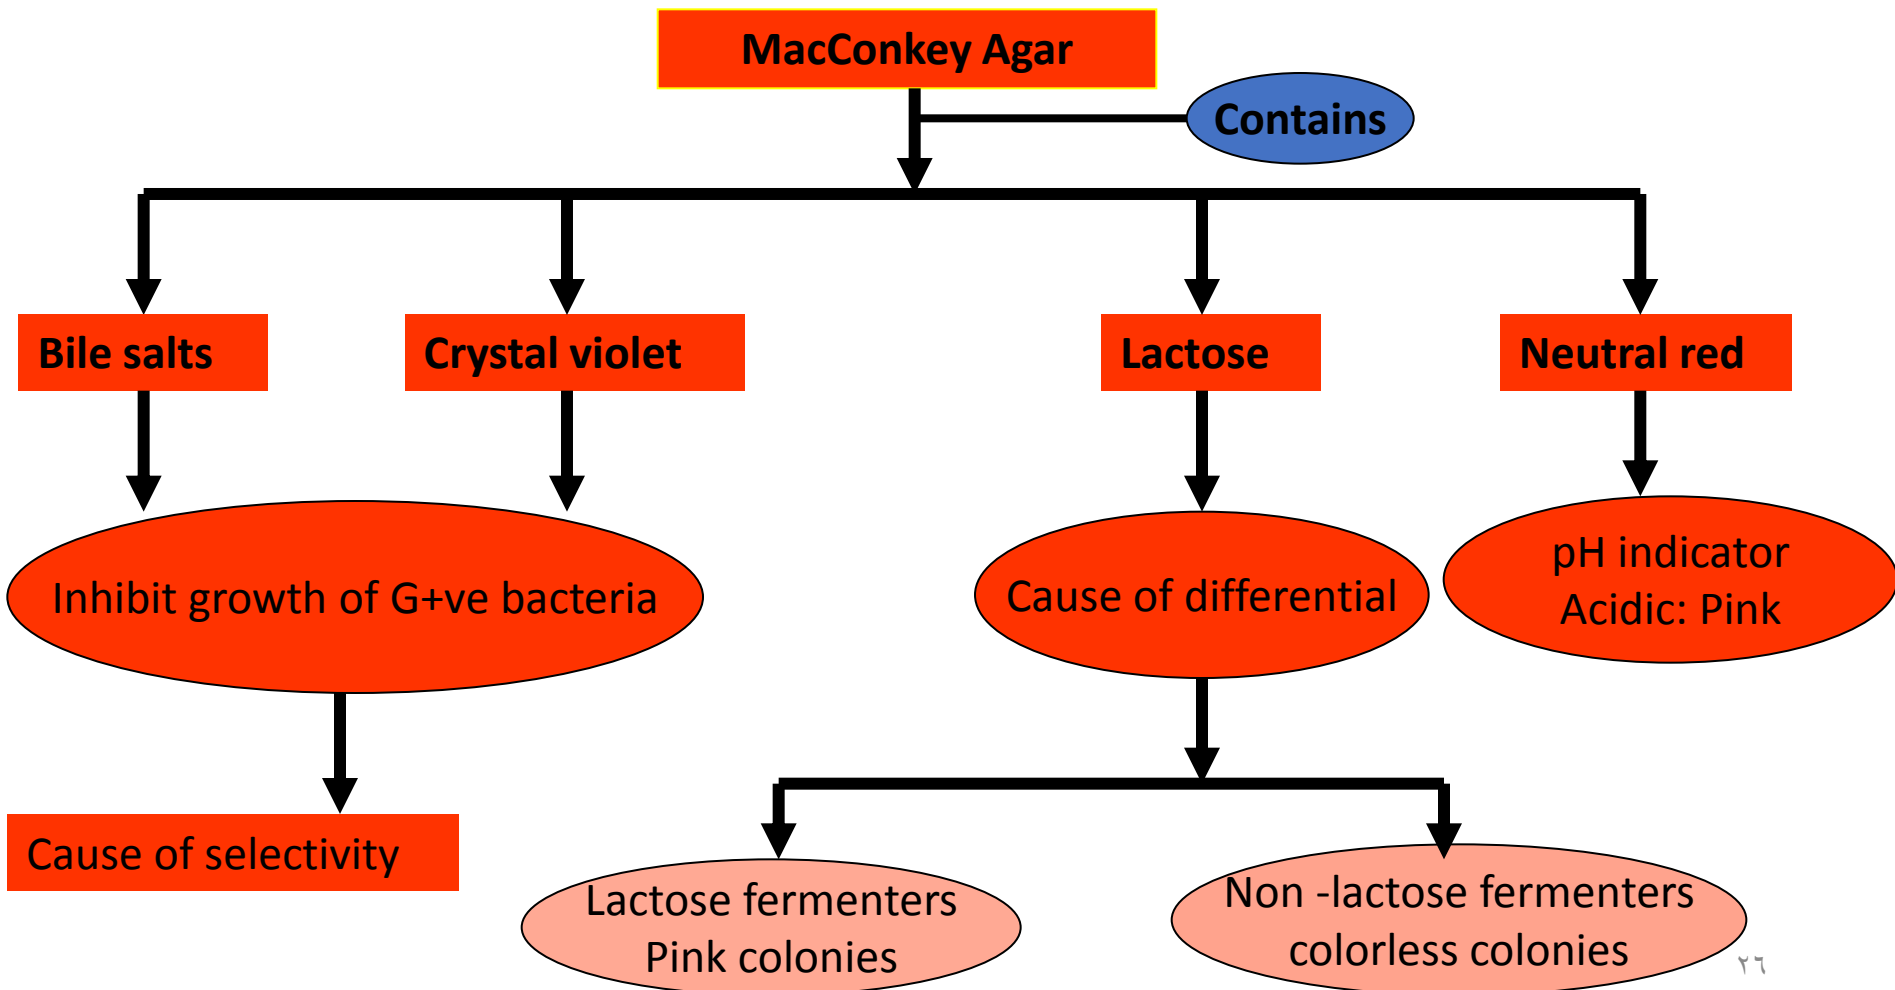 MacConkey Agar
Contains
Bile salts
Crystal violet
Lactose
Neutral red
Inhibit growth of G+ve bacteria
Cause of differential
pH indicator
Acidic: Pink
Cause of selectivity
Lactose fermenters
Pink colonies
Non -lactose fermenters
colorless colonies
٢٦